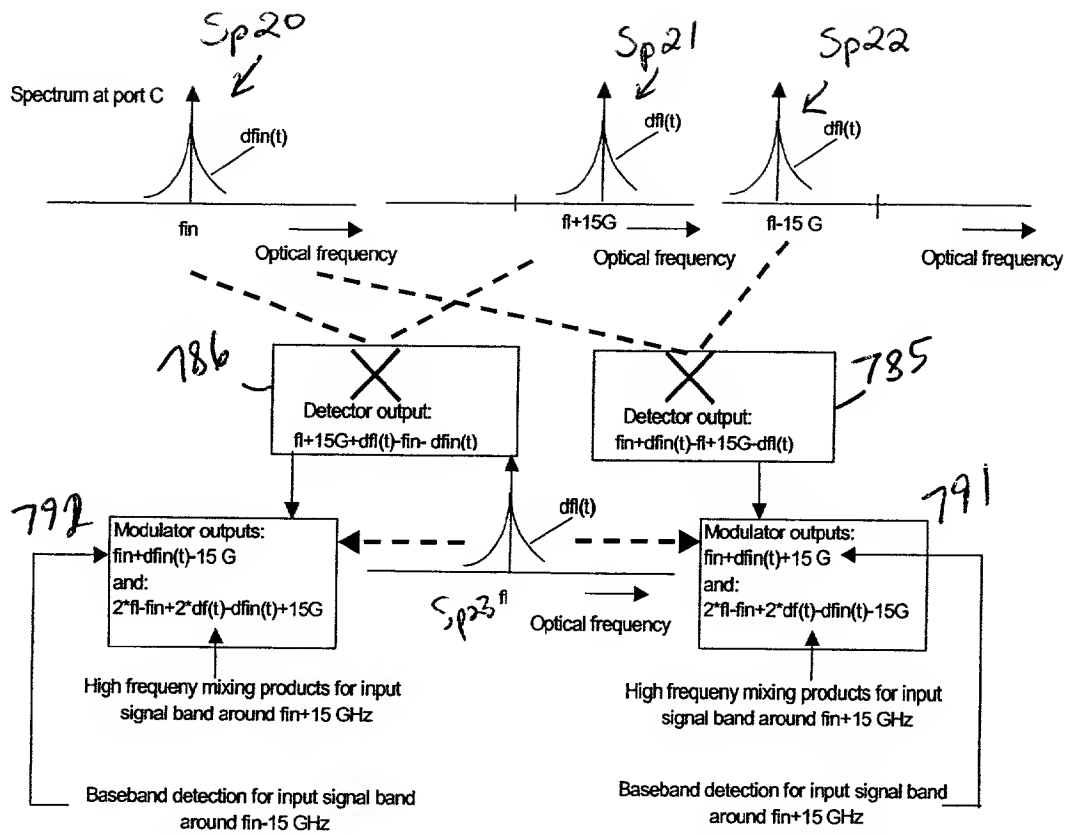 Sp20
Sp21
Sp22
Spectrum at port C
dfin(t)
dfl(t)
dfl(t)
fin
fl+15G
fl-15 G
Optical frequency
Optical frequency
Optical frequency
786
785
Detector output:
fl+15G+dfl(t)-fin- dfin(t)
Detector output:
fin+dfin(t)-fl+15G-dfl(t)
792
791
Modulator outputs:
fin+dfin(t)-15 G
and:
2*fl-fin+2*df(t)-dfin(t)+15G
dfl(t)
Sp23
fl
Optical frequency
Modulator outputs:
fin+dfin(t)+15 G
and:
2*fl-fin+2*df(t)-dfin(t)-15G
High frequeny mixing products for input
signal band around fin+15 GHz
High frequeny mixing products for input
signal band around fin+15 GHz
Baseband detection for input signal band
around fin-15 GHz
Baseband detection for input signal band
around fin+15 GHz